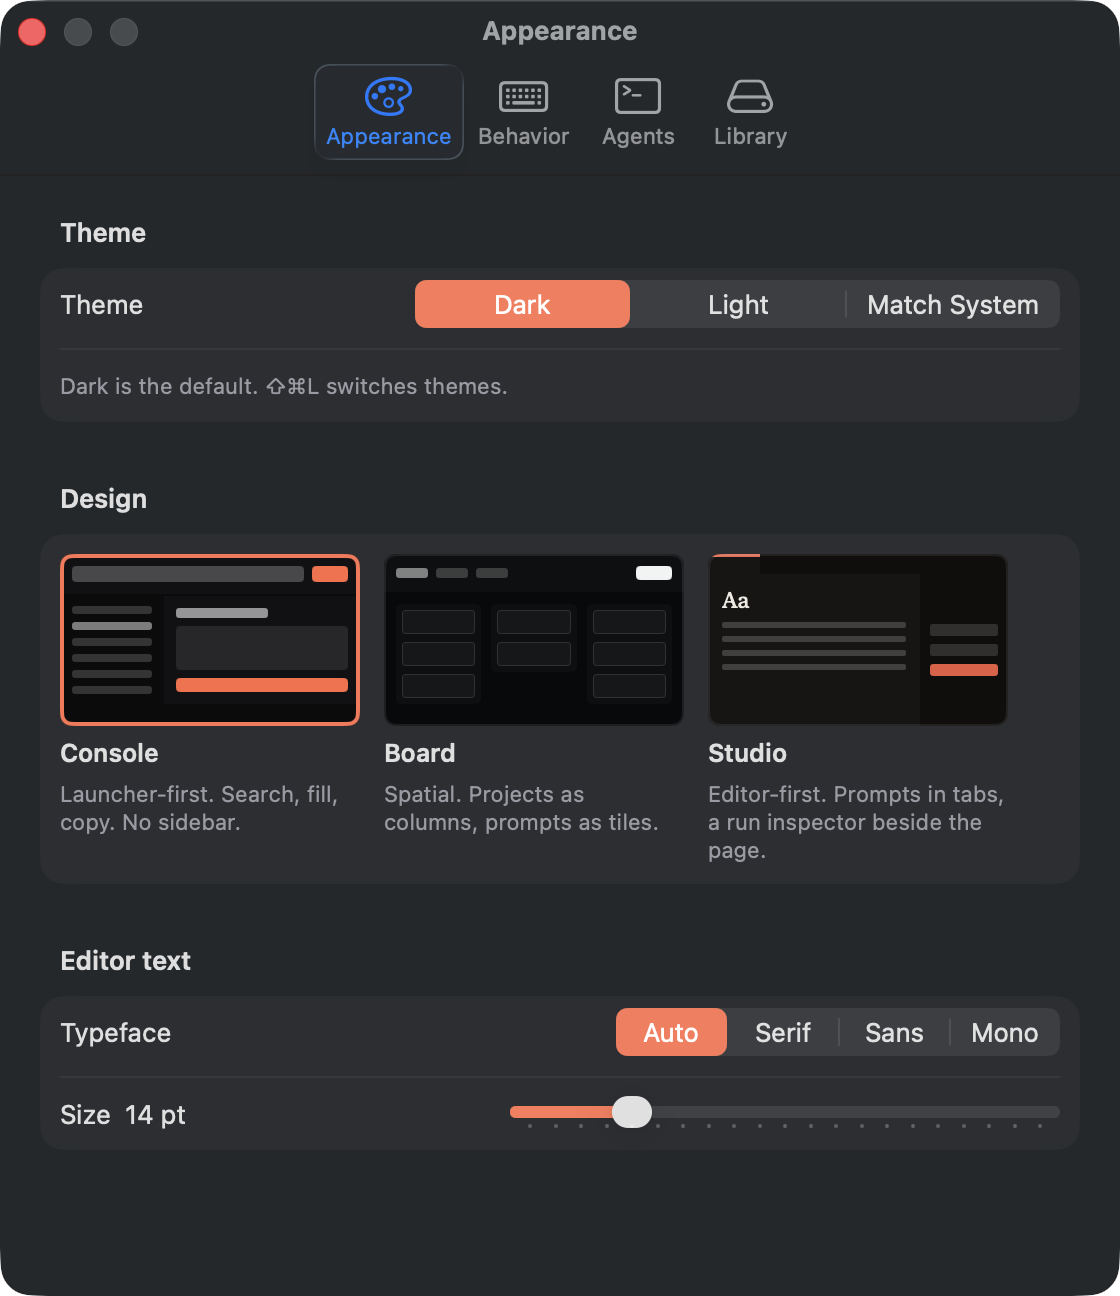 Appearance
Appearance
Behavior
Agents
Library
Theme
Theme
Dark
Light
Match System
Dark is the default. ⇧⌘L switches themes.
Design
Aa
Console
Launcher-first. Search, fill,
copy. No sidebar.
Board
Spatial. Projects as
columns, prompts as tiles.
Studio
Editor-first. Prompts in tabs,
a run inspector beside the
page.
Editor text
Typeface
Auto
Serif
Sans
Mono
Size 14 pt